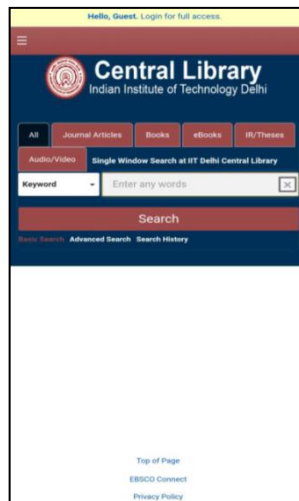 Hello, Guest. Login for full access.
Central Library
Indian Institute of Technology Delhi
All Journal Articles Books eBooks IR/Theses
Audio/Video Single Window Search at IIT Delhi Central Library
Keyword Enter any words
Search
Basic Search Advanced Search Search History
Top of Page
EBSCO Connect
Privacy Policy